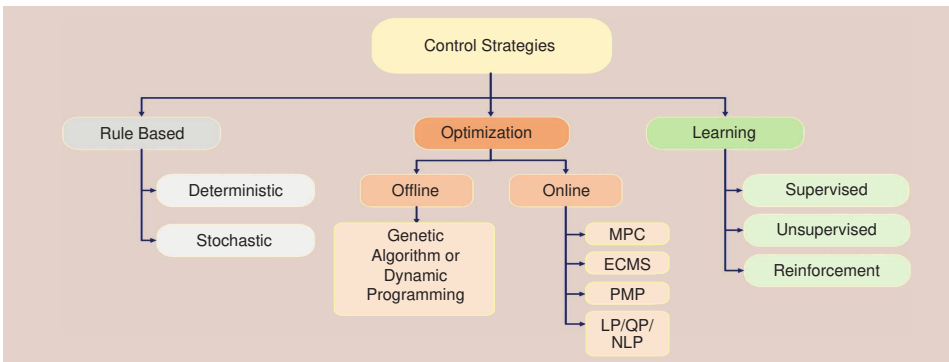 Control Strategies
Rule Based
Deterministic
Stochastic
Optimization
Offline
Genetic
Algorithm or
Dynamic
Programming
Online
MPC
ECMS
PMP
LP/QP/
NLP
Learning
Supervised
Unsupervised
Reinforcement